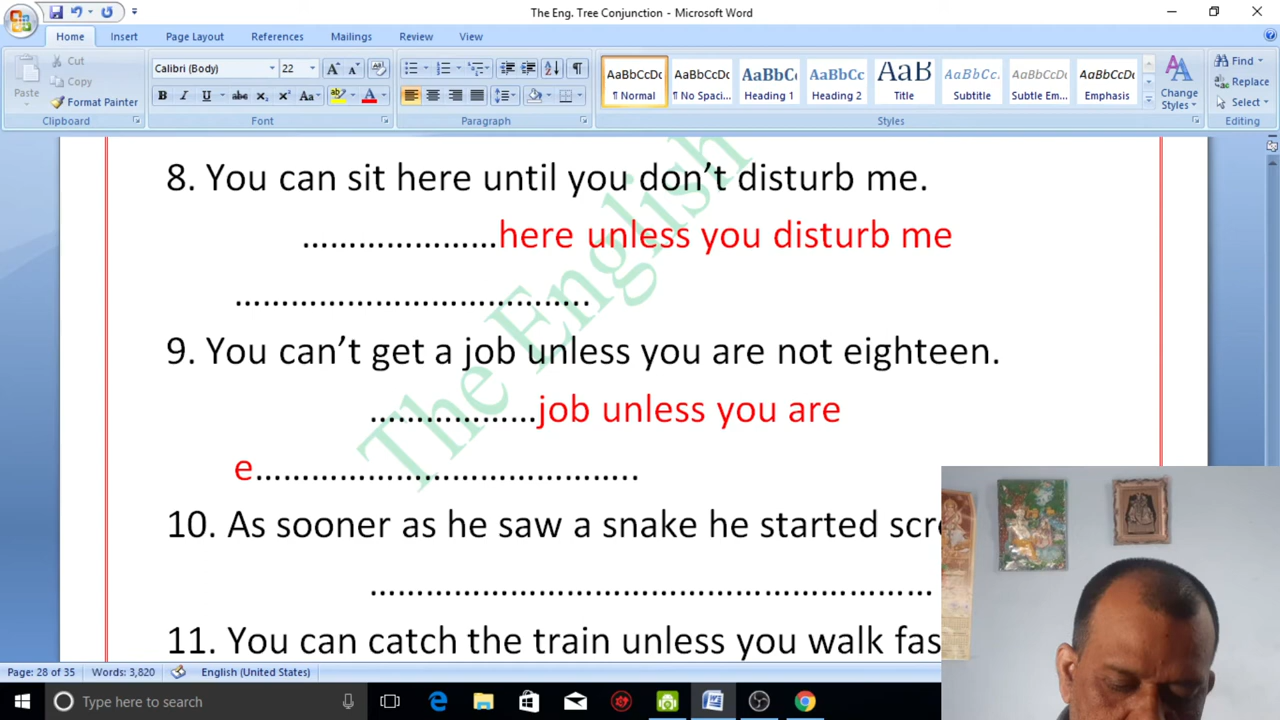 The Eng. Tree Conjunction - Microsoft Word
Home Insert Page Layout References Mailings Review View
Paste
Cut
Copy
Format Painter
Clipboard
Calibri (Body) 22
Font
Paragraph
AaBbCcDc AaBbCcDc AaBbCc AaBbCc AaB AaBbCc. AaBbCcDc AaBbCcDc
¶ Normal ¶ No Spaci... Heading 1 Heading 2 Title Subtitle Subtle Em... Emphasis
Styles
Change Styles
Find
Replace
Select
Editing
8. You can sit here until you don’t disturb me.
…………………here unless you disturb me
………………………………..
9. You can’t get a job unless you are not eighteen.
………………job unless you are
e…………………………………..
10. As sooner as he saw a snake he started scre
……………………………………………………
11. You can catch the train unless you walk fas
The English
Page: 28 of 35 Words: 3,820 English (United States)
Type here to search